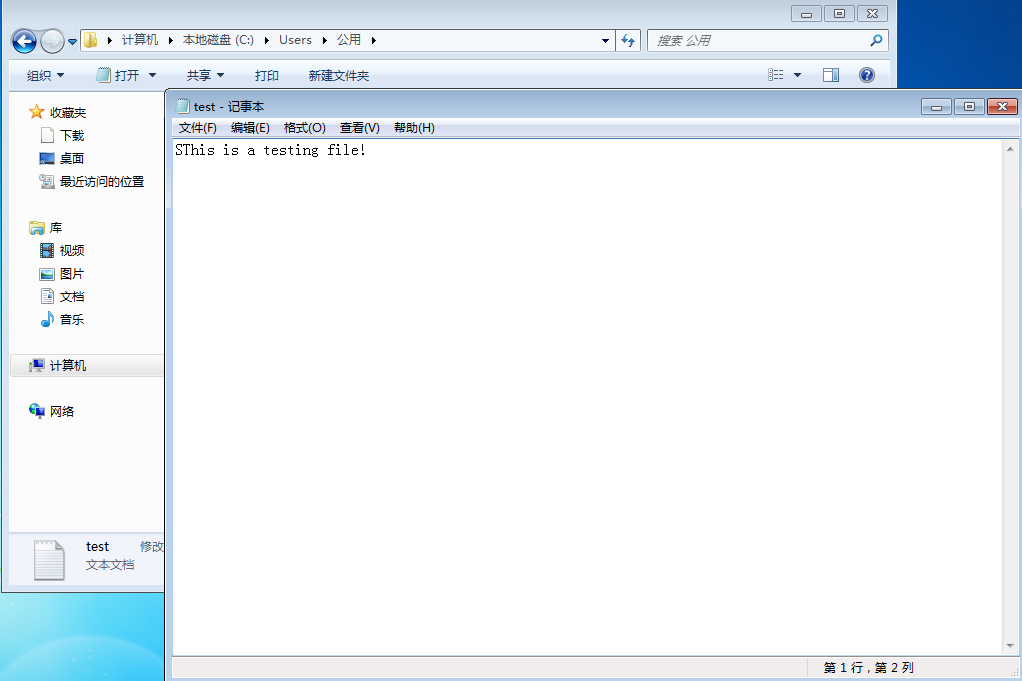 计算机 本地磁盘 (C:) Users 公用
搜索 公用
组织 打开 共享 打印 新建文件夹
收藏夹
下载
桌面
最近访问的位置
库
视频
图片
文档
音乐
计算机
网络
test 修改
文本文档
test - 记事本
文件(F) 编辑(E) 格式(O) 查看(V) 帮助(H)
SThis is a testing file!
第 1 行，第 2 列